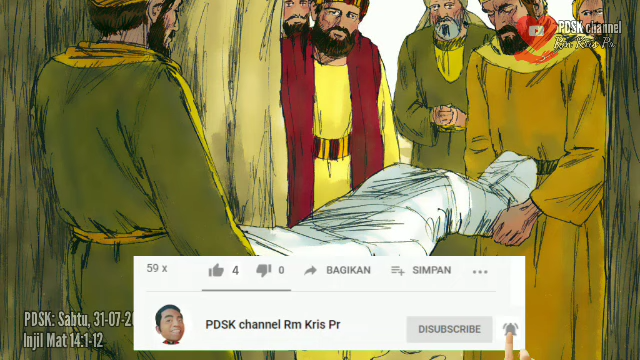 PDSK channel
Rm Kris Pr
59 x
4
0
BAGIKAN
SIMPAN
PDSK: Sabtu, 31-07-20
Injil Mat 14:1-12
PDSK channel Rm Kris Pr
DISUBSCRIBE